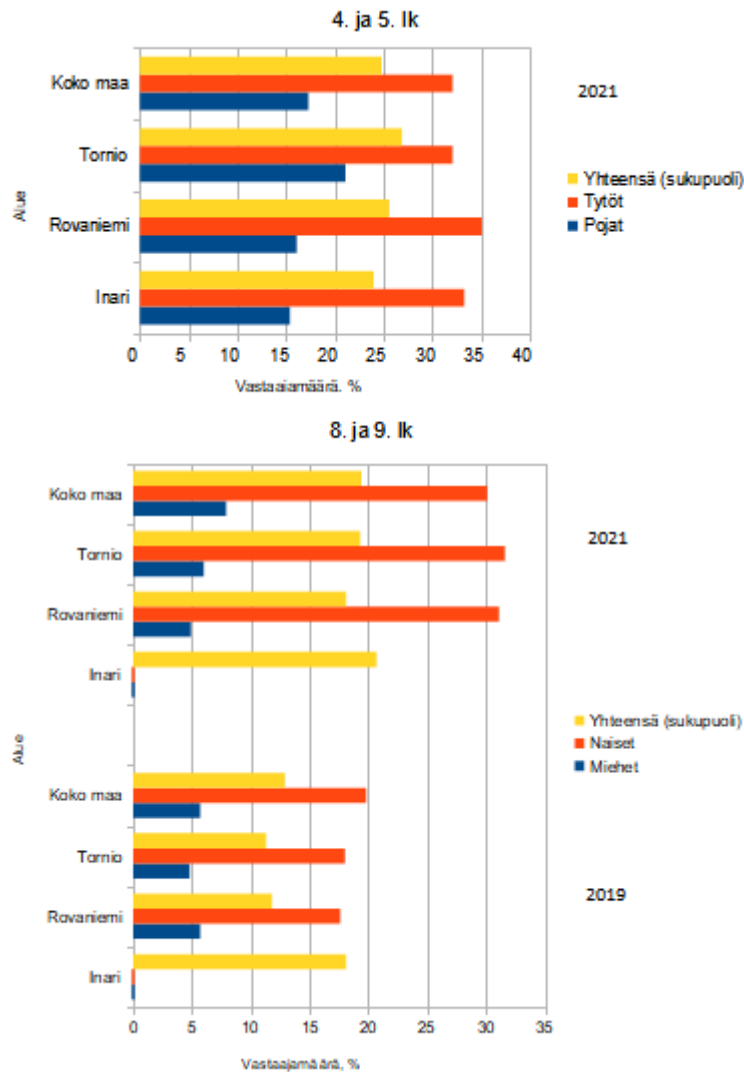 4. ja 5. lk
Koko maa
Tornio
Rovaniemi
Inari
Alue
0 5 10 15 20 25 30 35 40
Vastaajamäärä. %
2021
Yhteensä (sukupuoli)
Tytöt
Pojat
8. ja 9. lk
Koko maa
Tornio
Rovaniemi
Inari
2021
Alue
Yhteensä (sukupuoli)
Naiset
Miehet
Koko maa
Tornio
Rovaniemi
Inari
2019
0 5 10 15 20 25 30 35
Vastaajamäärä, %